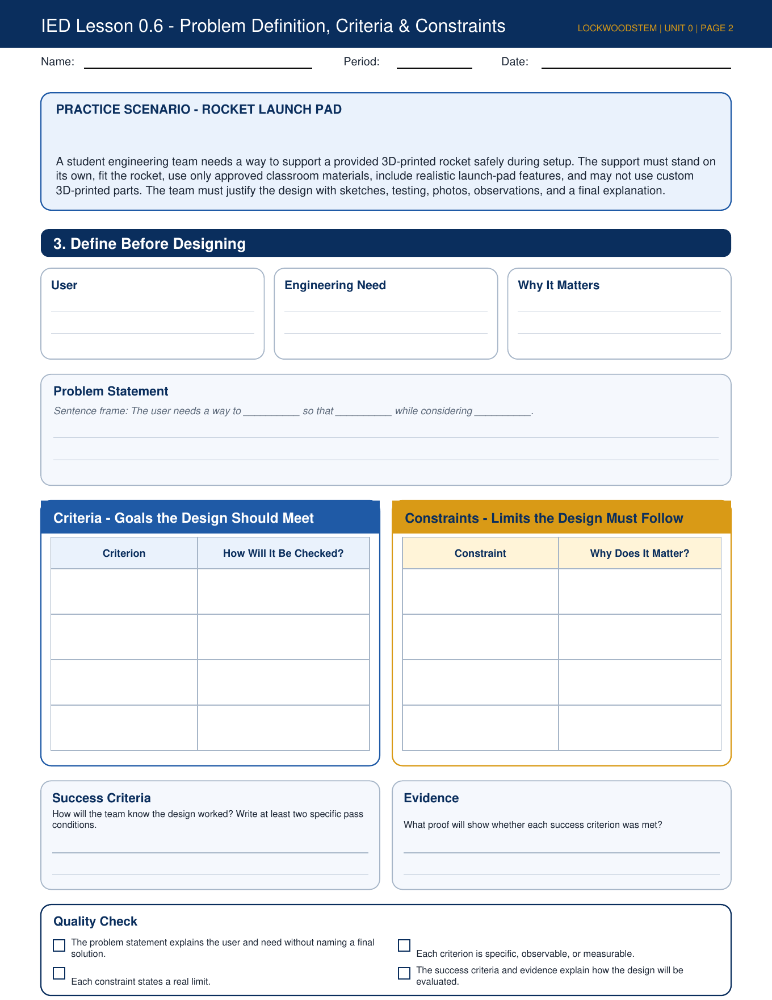 IED Lesson 0.6 - Problem Definition, Criteria & Constraints
LOCKWOODSTEM | UNIT 0 | PAGE 2
Name: Period: Date:
PRACTICE SCENARIO - ROCKET LAUNCH PAD
A student engineering team needs a way to support a provided 3D-printed rocket safely during setup. The support must stand on
its own, fit the rocket, use only approved classroom materials, include realistic launch-pad features, and may not use custom
3D-printed parts. The team must justify the design with sketches, testing, photos, observations, and a final explanation.
3. Define Before Designing
User
Engineering Need
Why It Matters
Problem Statement
Sentence frame: The user needs a way to __________ so that __________ while considering __________.
Criteria - Goals the Design Should Meet
Criterion
How Will It Be Checked?
Constraints - Limits the Design Must Follow
Constraint
Why Does It Matter?
Success Criteria
How will the team know the design worked? Write at least two specific pass
conditions.
Evidence
What proof will show whether each success criterion was met?
Quality Check
The problem statement explains the user and need without naming a final
solution.
Each criterion is specific, observable, or measurable.
Each constraint states a real limit.
The success criteria and evidence explain how the design will be
evaluated.